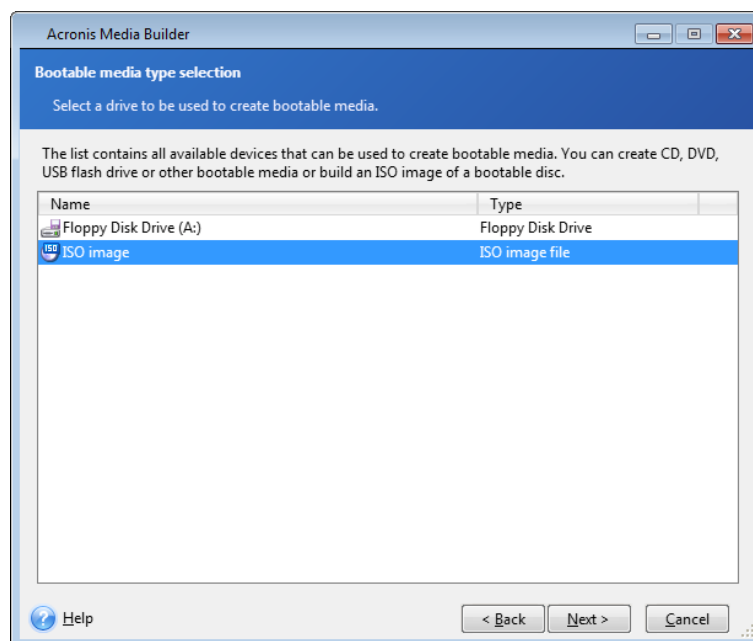 Acronis Media Builder
Bootable media type selection
Select a drive to be used to create bootable media.
The list contains all available devices that can be used to create bootable media. You can create CD, DVD,
USB flash drive or other bootable media or build an ISO image of a bootable disc.
Name Type
Floppy Disk Drive (A:) Floppy Disk Drive
ISO ISO image ISO image file
? Help < Back Next > Cancel